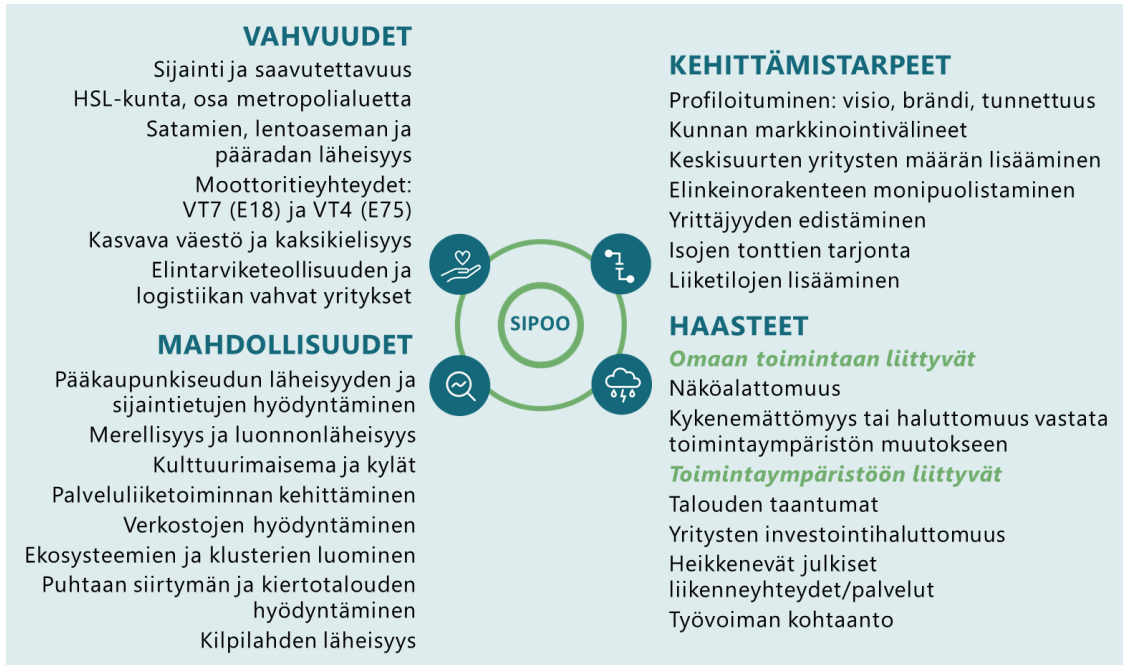 VAHVUUDET
Sijainti ja saavutettavuus
HSL-kunta, osa metropolialuetta
Satamien, lentoaseman ja
pääradan läheisyys
Moottoritieyhteydet:
VT7 (E18) ja VT4 (E75)
Kasvava väestö ja kaksikielisyys
Elintarviketeollisuuden ja
logistiikan vahvat yritykset
MAHDOLLISUUDET
Pääkaupunkiseudun läheisyyden ja
sijaintietujen hyödyntäminen
Merellisyys ja luonnonläheisyys
Kulttuurimaisema ja kylät
Palveluliiketoiminnan kehittäminen
Verkostojen hyödyntäminen
Ekosysteemien ja klusterien luominen
Puhtaan siirtymän ja kiertotalouden
hyödyntäminen
Kilpilahden läheisyys
SIPOO
KEHITTÄMISTARPEET
Profiloituminen: visio, brändi, tunnettuus
Kunnan markkinointivälineet
Keskisuurten yritysten määrän lisääminen
Elinkeinorakenteen monipuolistaminen
Yrittäjyyden edistäminen
Isojen tonttien tarjonta
Liiketilojen lisääminen
HAASTEET
Omaan toimintaan liittyvät
Näköalattomuus
Kykenemättömyys tai haluttomuus vastata
toimintaympäristön muutokseen
Toimintaympäristöön liittyvät
Talouden taantumat
Yritysten investointihaluttomuus
Heikkenevät julkiset
liikenneyhteydet/palvelut
Työvoiman kohtaanto